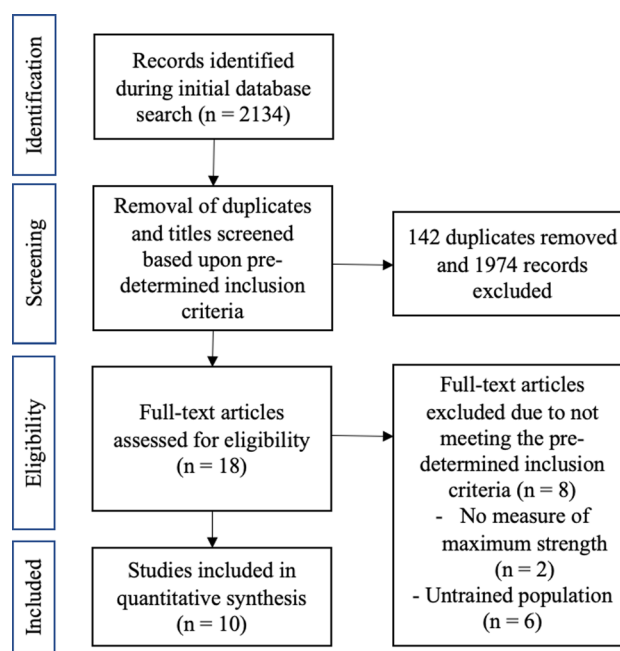 Identification
Records identified
during initial database
search (n = 2134)
Screening
Removal of duplicates
and titles screened
based upon pre-
determined inclusion
criteria
142 duplicates removed
and 1974 records
excluded
Eligibility
Full-text articles
assessed for eligibility
(n = 18)
Full-text articles
excluded due to not
meeting the pre-
determined inclusion
criteria (n = 8)
- No measure of
maximum strength
(n = 2)
- Untrained population
(n = 6)
Included
Studies included in
quantitative synthesis
(n = 10)